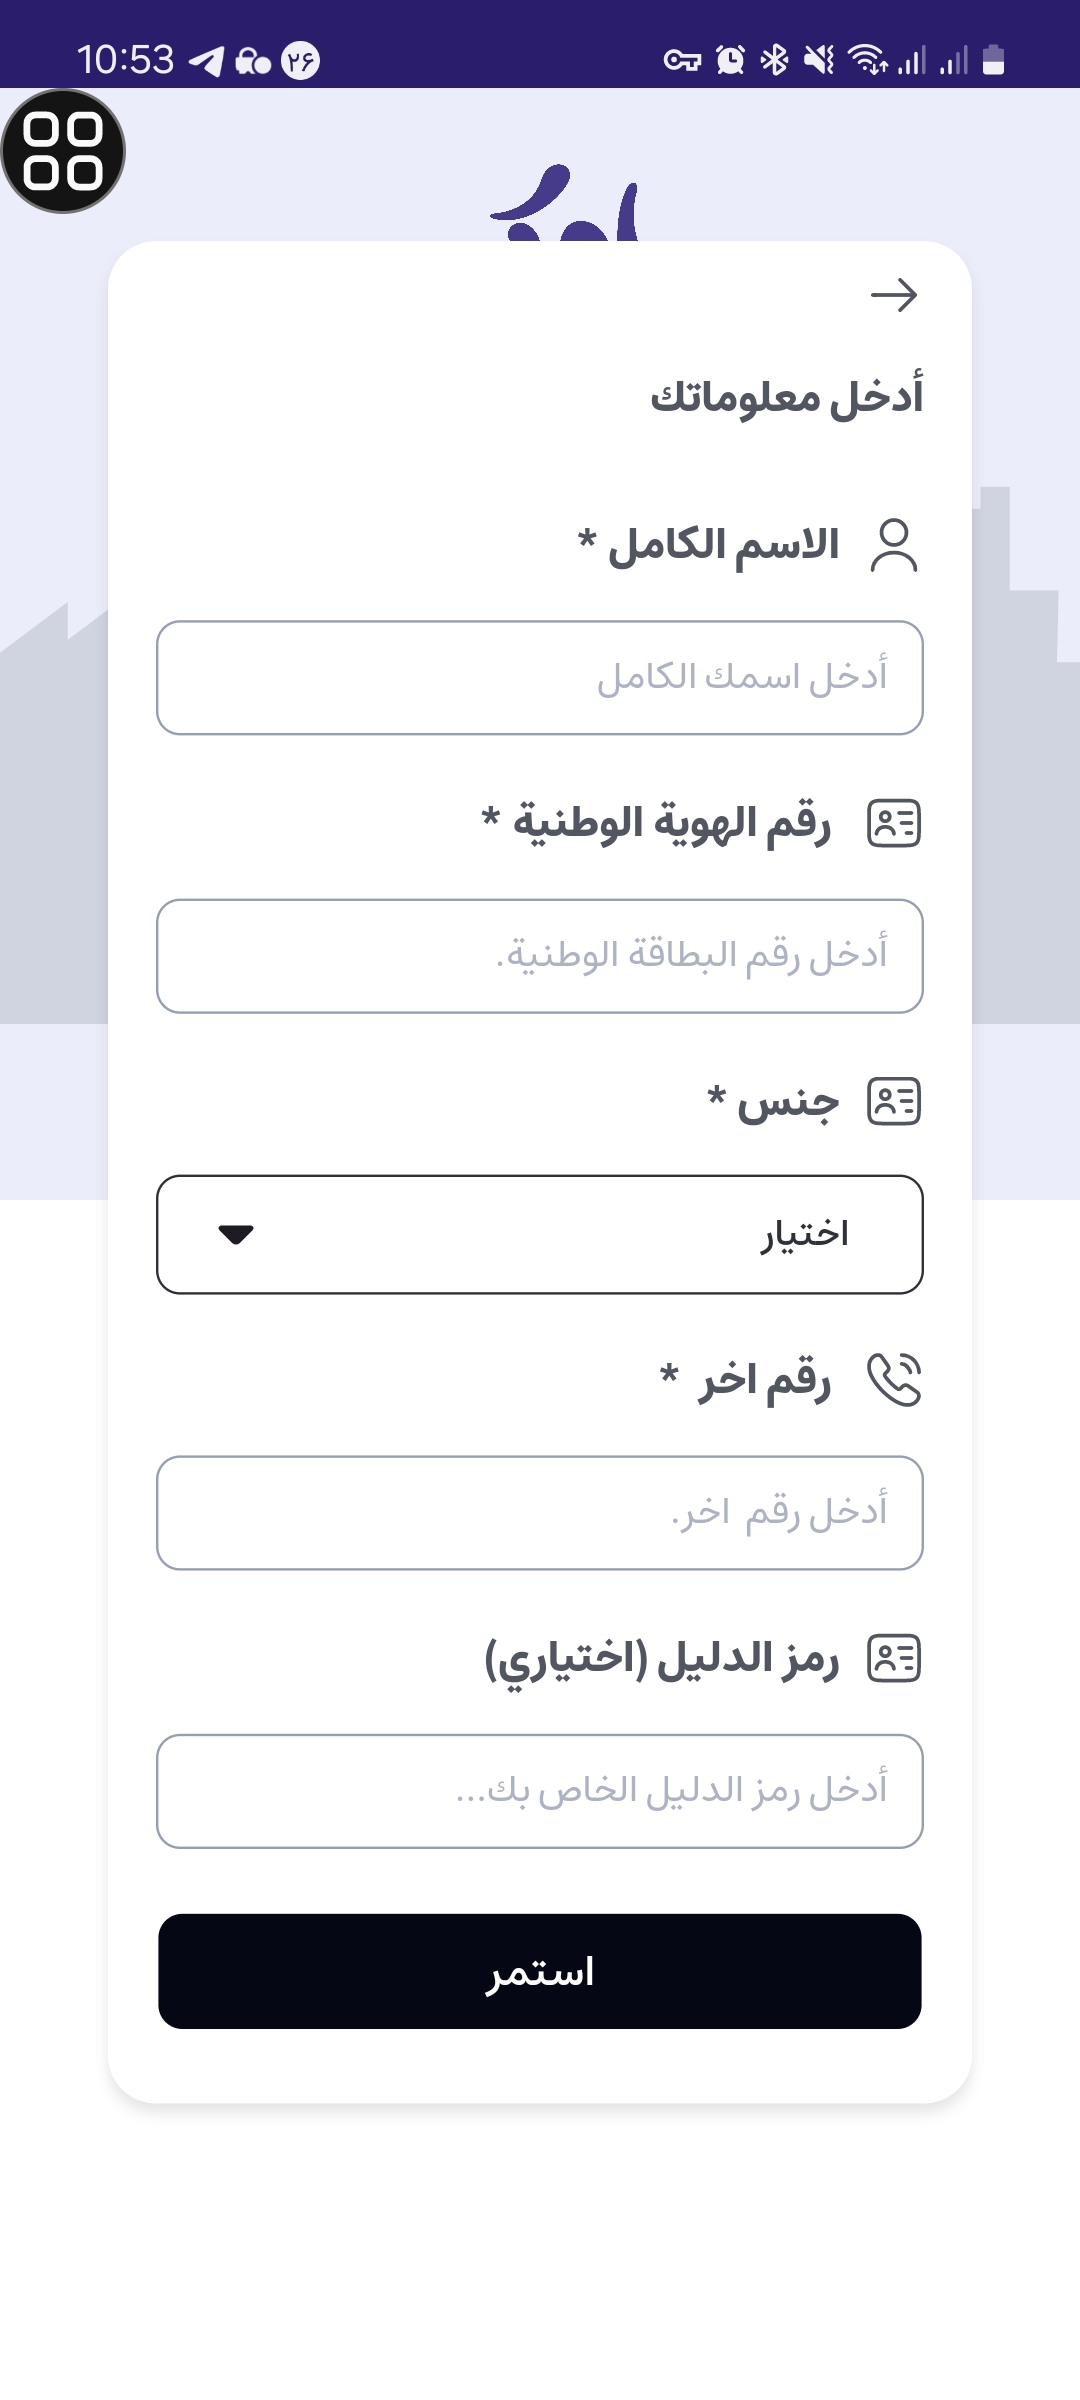 10:53
۲۶
أدخل معلوماتك
الاسم الكامل *
أدخل اسمك الكامل
رقم الهوية الوطنية *
أدخل رقم البطاقة الوطنية.
جنس *
اختيار
رقم اخر *
أدخل رقم اخر.
رمز الدليل (اختياري)
أدخل رمز الدليل الخاص بك...
استمر